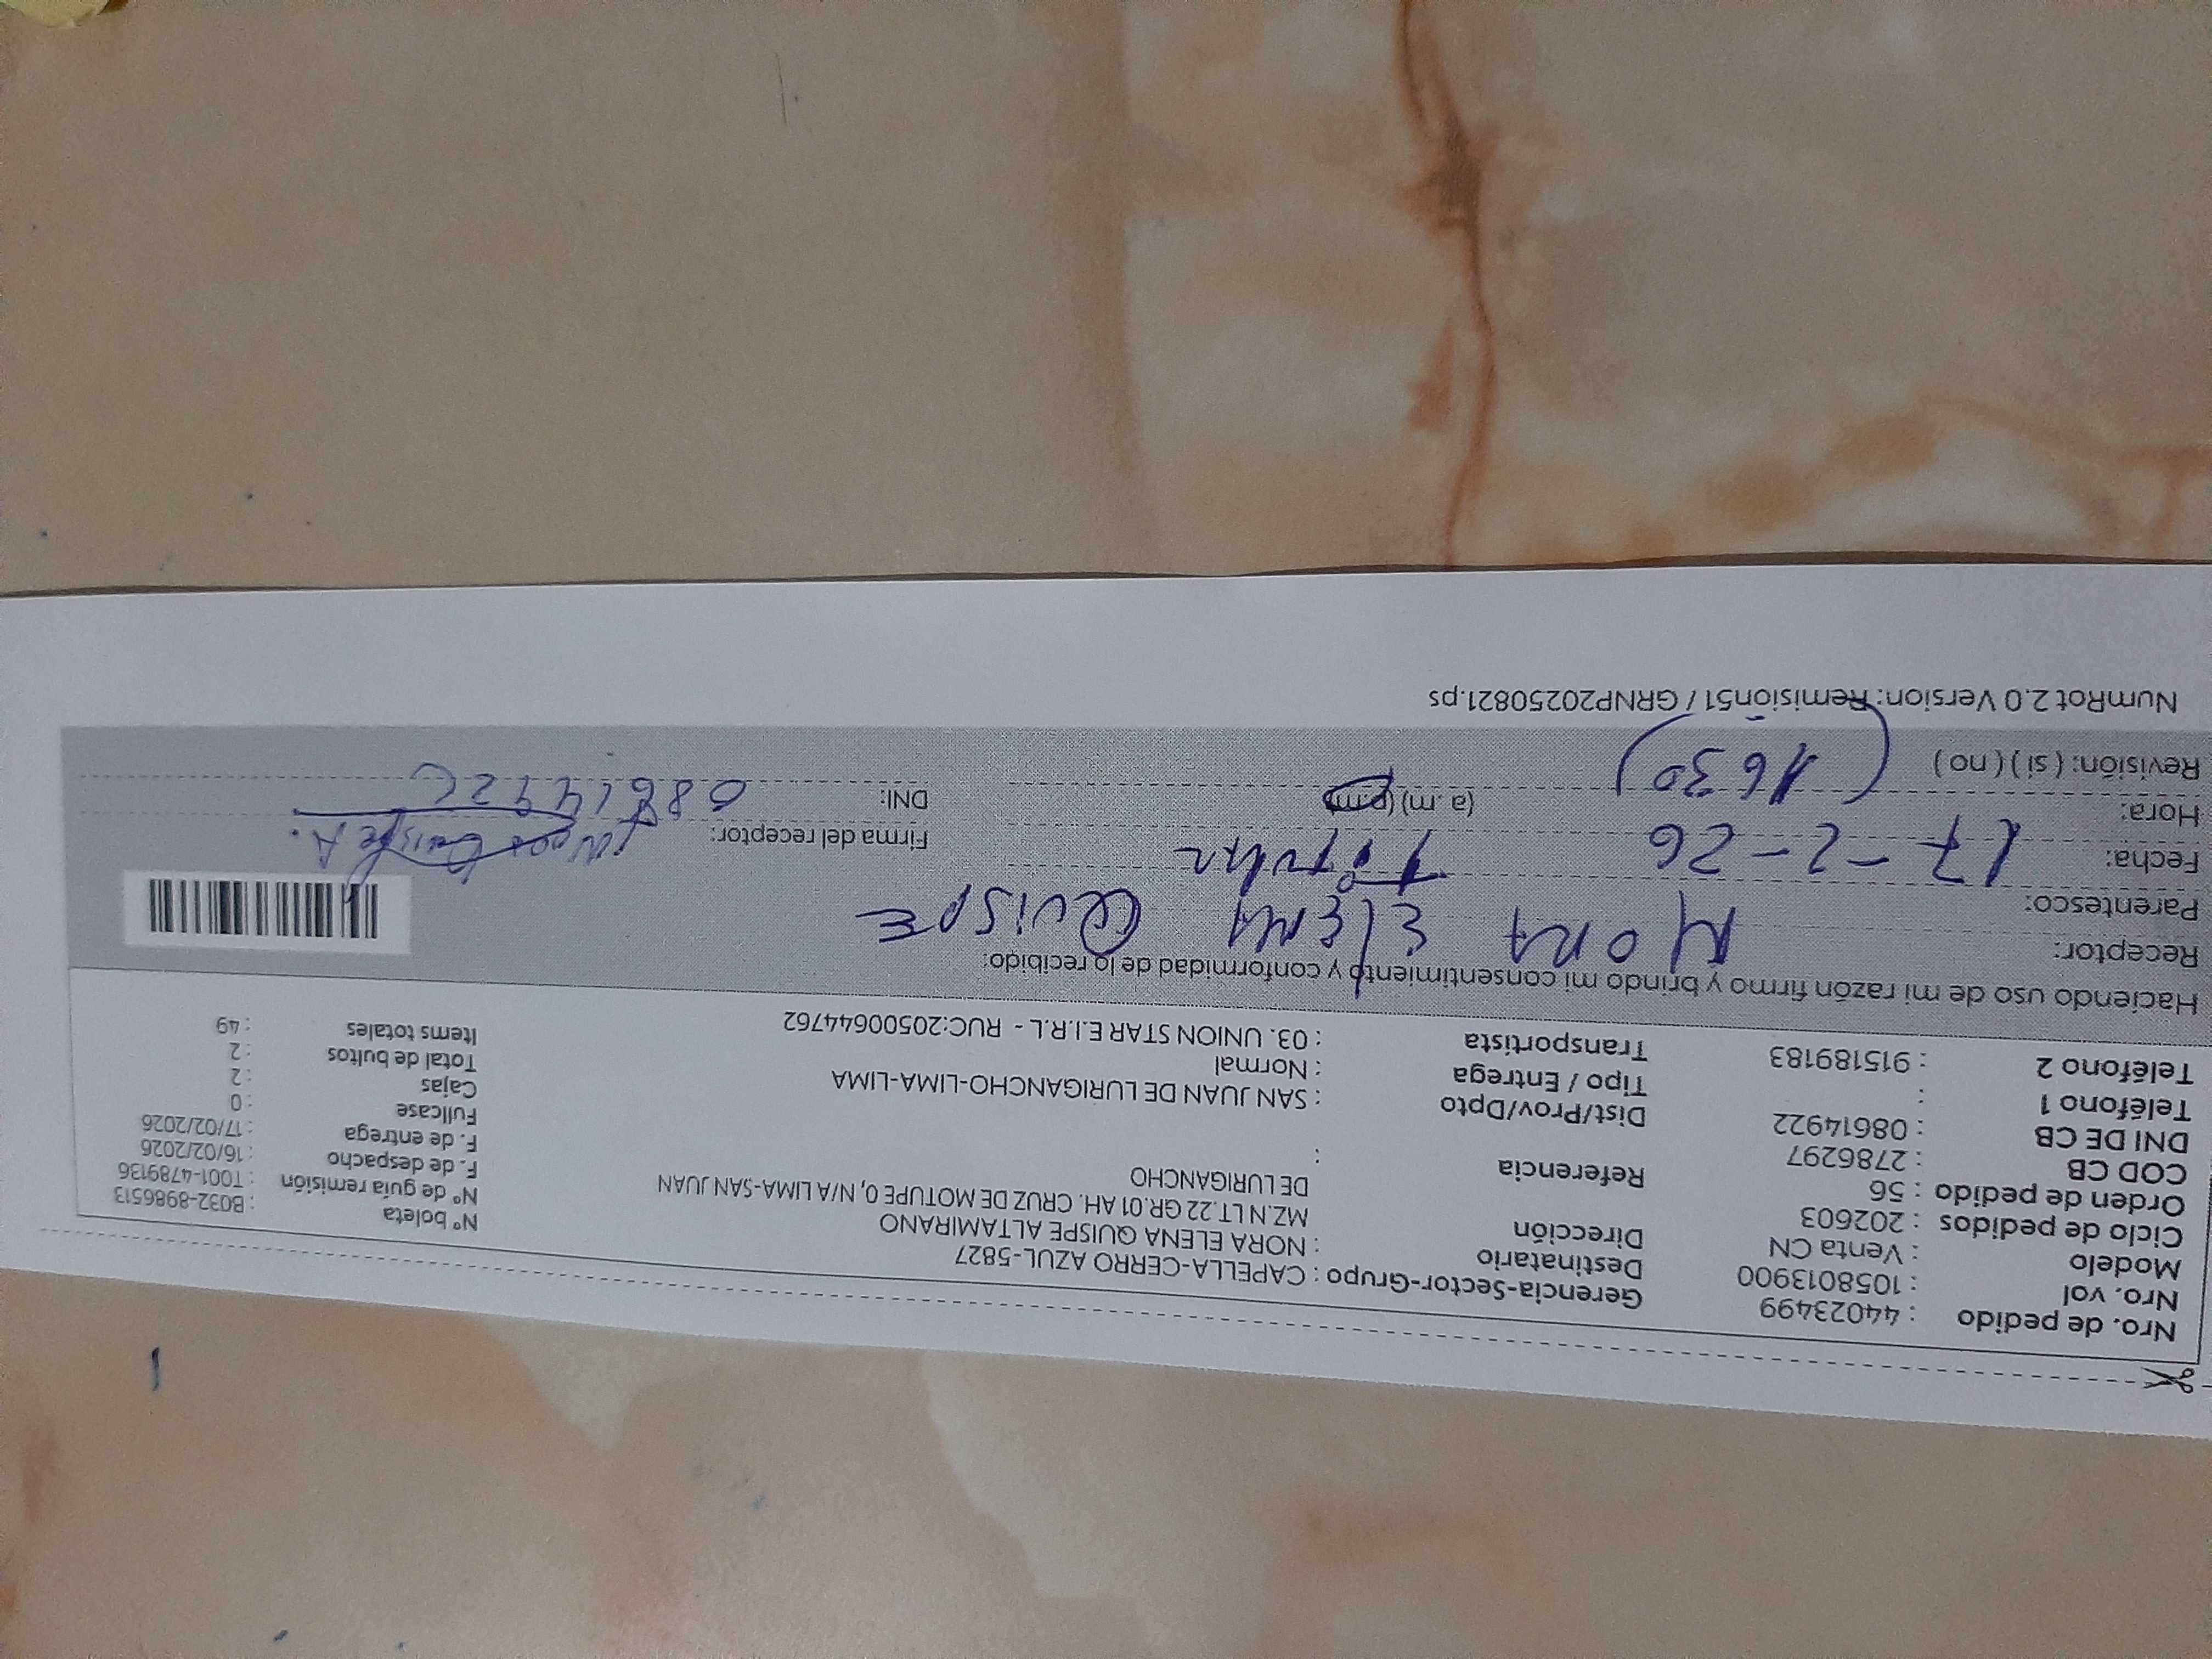 Nro. de pedido : 44023499
Nro. vol : 1058013900
Modelo : Venta CN
Ciclo de pedidos : 202603
Orden de pedido : 56
COD CB : 2786297
DNI DE CB : 08614922
Teléfono 1 :
Teléfono 2 : 915189183
Gerencia-Sector-Grupo : CAPELLA-CERRO AZUL-5827
Destinatario : NORA ELENA QUISPE ALTAMIRANO
Dirección MZ.N LT.22 GR.01 AH. CRUZ DE MOTUPE 0, N/A LIMA-SAN JUAN
DE LURIGANCHO
Referencia :
Dist/Prov/Dpto : SAN JUAN DE LURIGANCHO-LIMA-LIMA
Tipo / Entrega : Normal
Transportista : 03. UNION STAR E.I.R.L - RUC:20500644762
Nº boleta : B032-8986513
Nº de guía remisión : T001-4789136
F. de despacho : 16/02/2026
F. de entrega : 17/02/2026
Fullcase : 0
Cajas : 2
Total de bultos : 2
Items totales : 49
Haciendo uso de mi razón firmo y brindo mi consentimiento y conformidad de lo recibido:
Receptor: NORA ELENA QUISPE
Parentesco: Titular
Fecha: 17-2-26
Firma del receptor: Quispe A.
Hora: (1630) (a.m) (p.m)
DNI: 08614922
Revisión: (si) (no)
NumRot 2.0 Version: Remision51 / GRNP20250821.ps